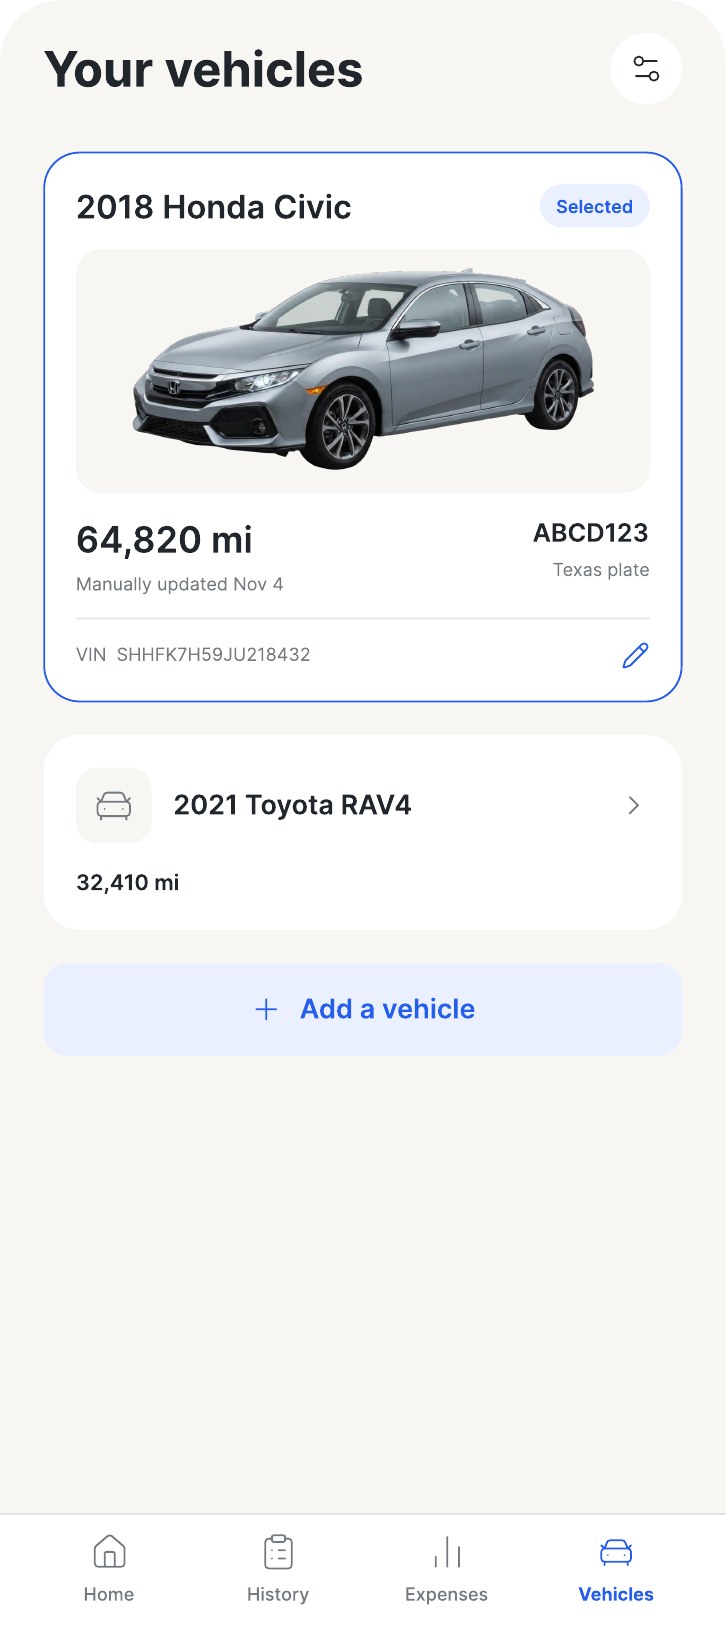 Your vehicles
2018 Honda Civic
Selected
64,820 mi
ABCD123
Manually updated Nov 4
Texas plate
VIN SHHFK7H59JU218432
2021 Toyota RAV4
32,410 mi
Add a vehicle
Home
History
Expenses
Vehicles